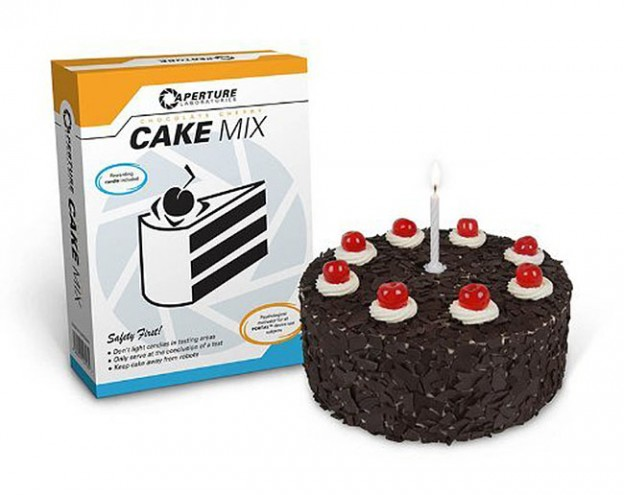 APERTURE
LABORATORIES
CHOCOLATE CHERRY
CAKE MIX
Rewarding
candle included!
Safety First!
• Don't light candles in testing areas
• Only serve at the conclusion of a test
• Keep cake away from robots
Psychological
motivator for all
PORTAL™ device test
subjects
APERTURE
APERTURE
LABORATORIES
CAKE MIX